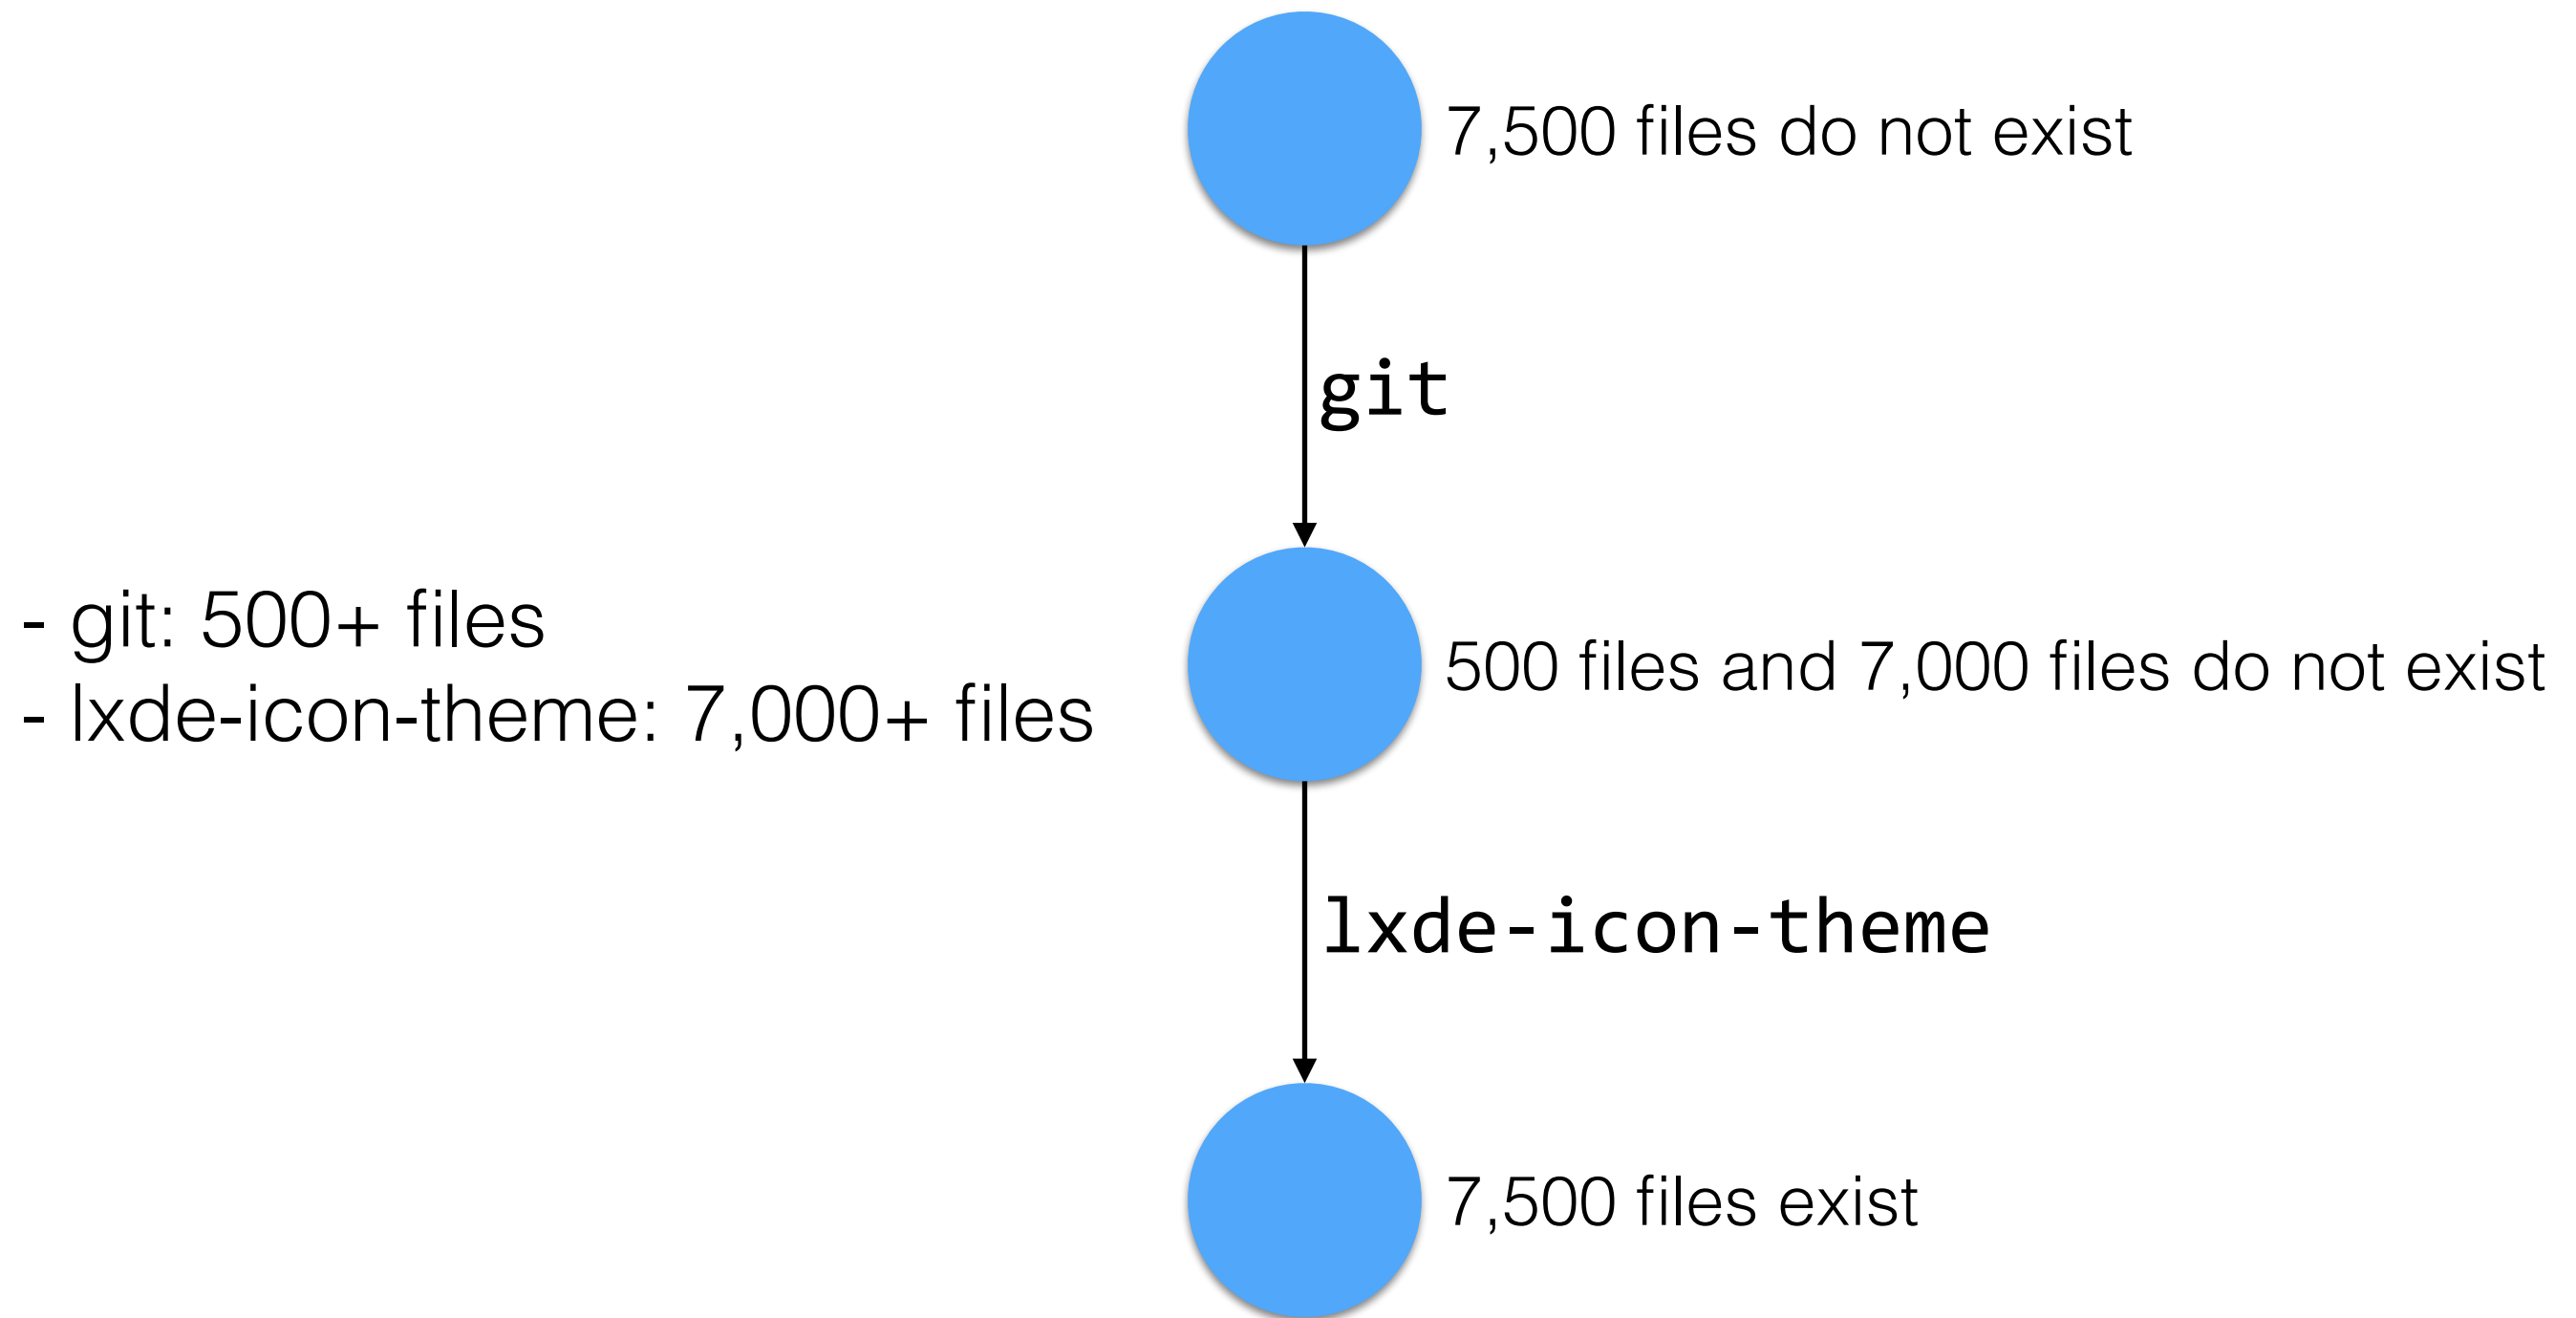 7,500 files do not exist
git
- git: 500+ files
- lxde-icon-theme: 7,000+ files
500 files and 7,000 files do not exist
lxde-icon-theme
7,500 files exist